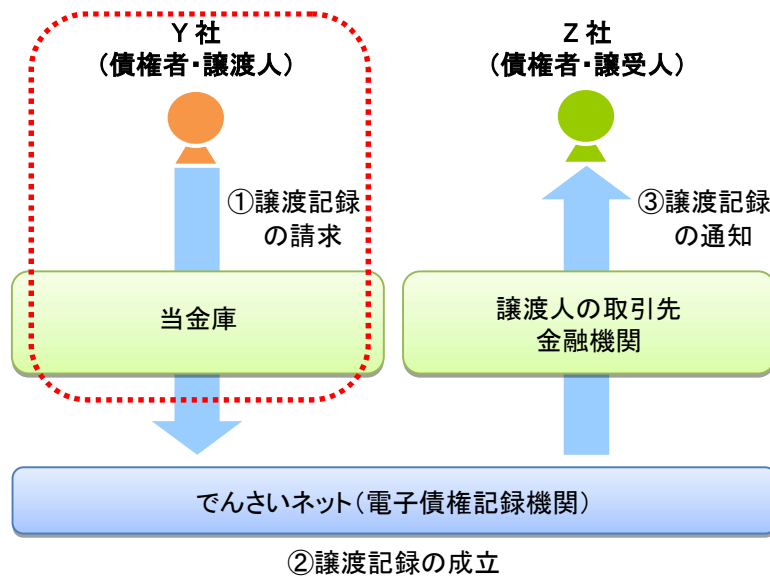 Y社
(債権者・譲渡人)
Z社
(債権者・譲受人)
①譲渡記録
の請求
③譲渡記録
の通知
当金庫
譲渡人の取引先
金融機関
でんさいネット(電子債権記録機関)
②譲渡記録の成立